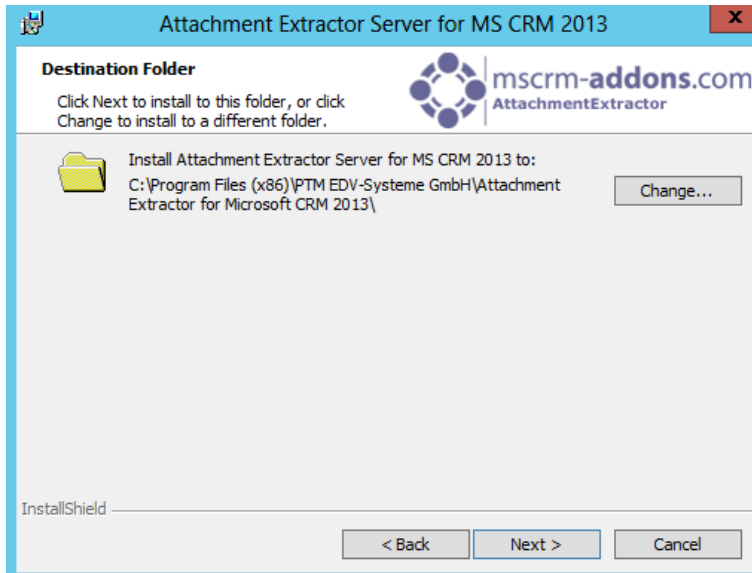 Attachment Extractor Server for MS CRM 2013
x
Destination Folder
Click Next to install to this folder, or click
Change to install to a different folder.
mscrm-addons.com
AttachmentExtractor
Install Attachment Extractor Server for MS CRM 2013 to:
C:\Program Files (x86)\PTM EDV-Systeme GmbH\Attachment
Extractor for Microsoft CRM 2013\
Change...
InstallShield
< Back
Next >
Cancel